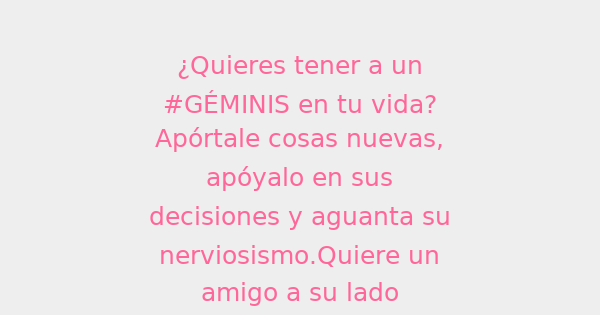 ¿Quieres tener a un
#GÉMINIS en tu vida?
Apórtale cosas nuevas,
apóyalo en sus
decisiones y aguanta su
nerviosismo.Quiere un
amigo a su lado